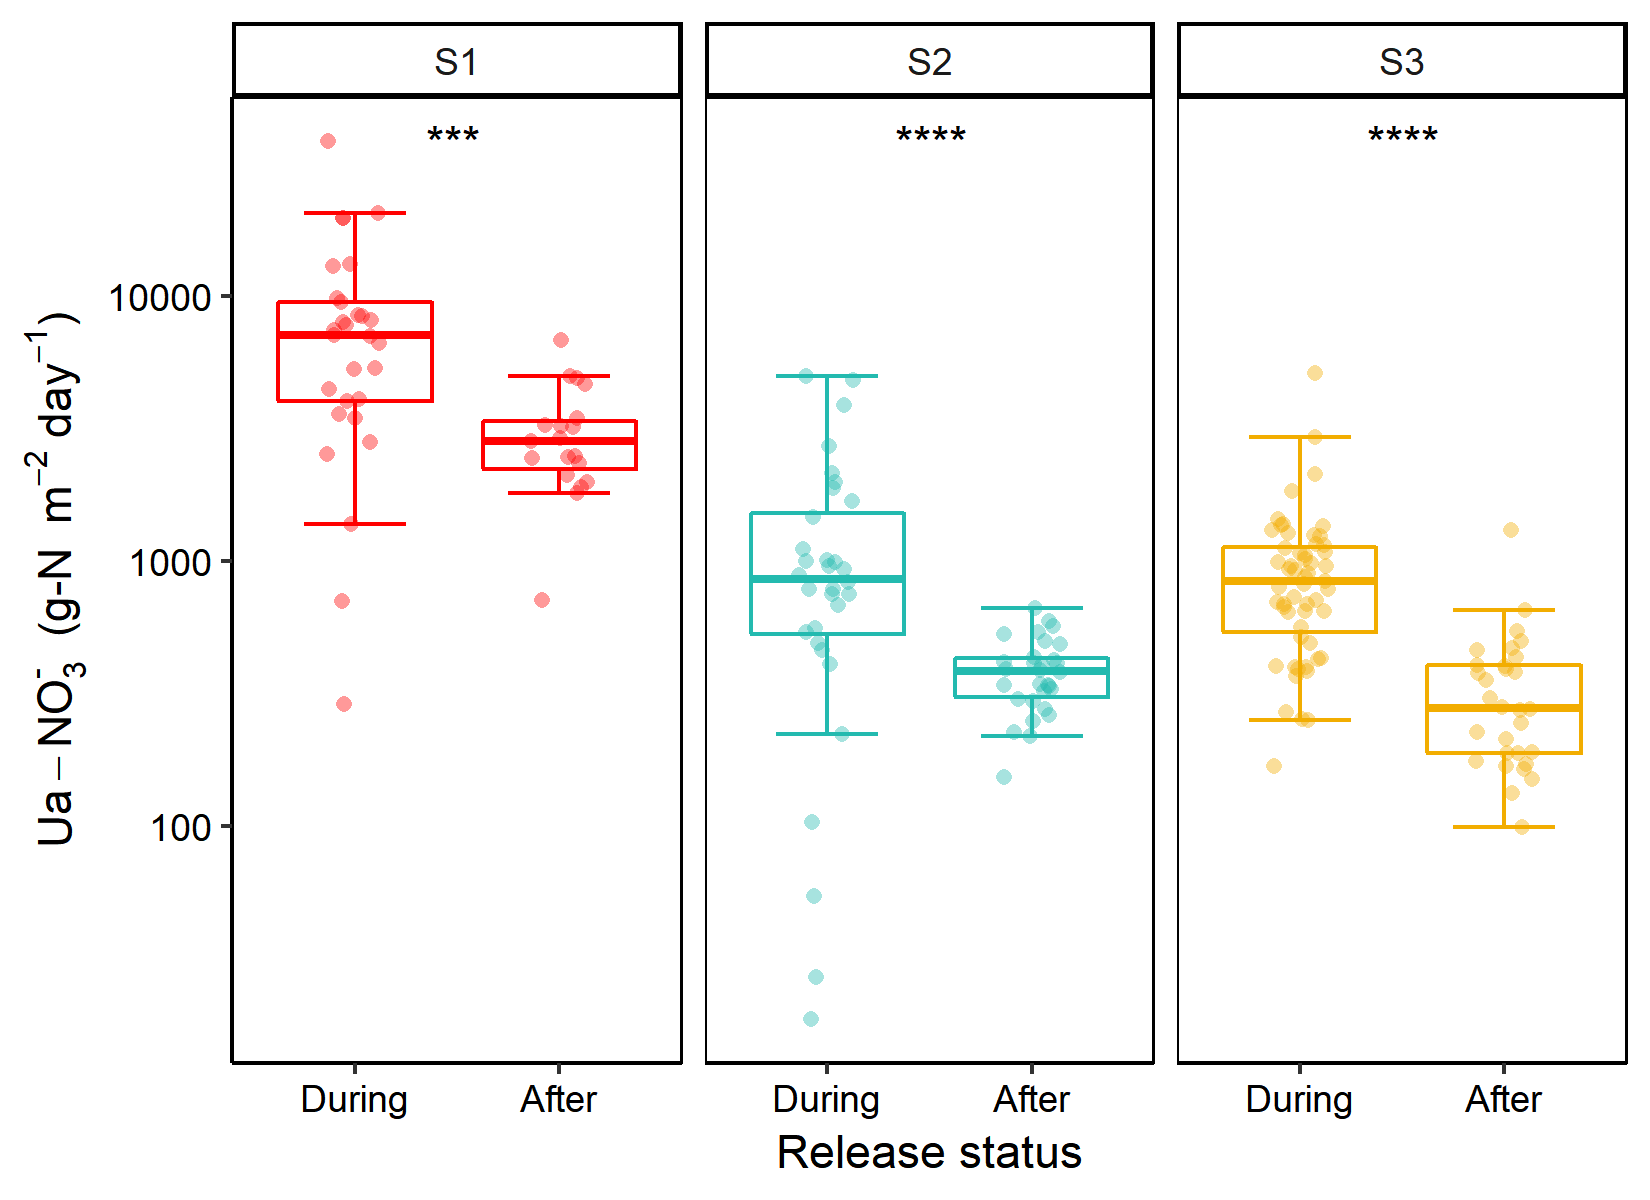 S1 S2 S3
*** **** ****
10000
1000
100
Ua – NO₃⁻ (g-N m⁻² day⁻¹)
During After During After During After
Release status